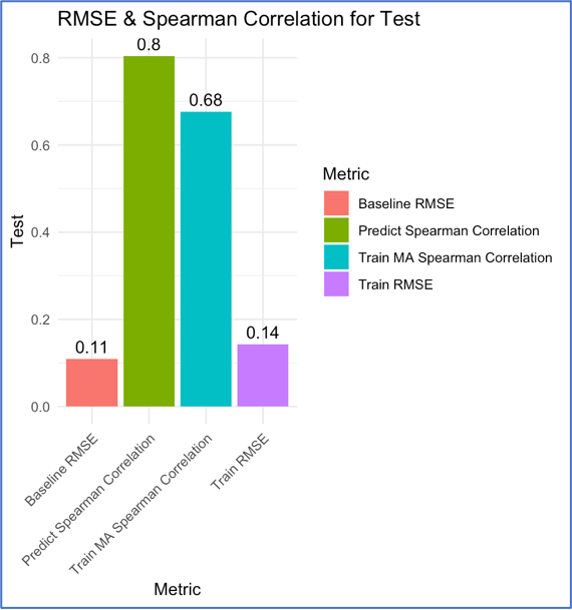 RMSE & Spearman Correlation for Test
0.8
0.68
0.11
0.14
0.8
0.6
0.4
0.2
0.0
Test
Baseline RMSE
Predict Spearman Correlation
Train MA Spearman Correlation
Train RMSE
Metric
Metric
Baseline RMSE
Predict Spearman Correlation
Train MA Spearman Correlation
Train RMSE